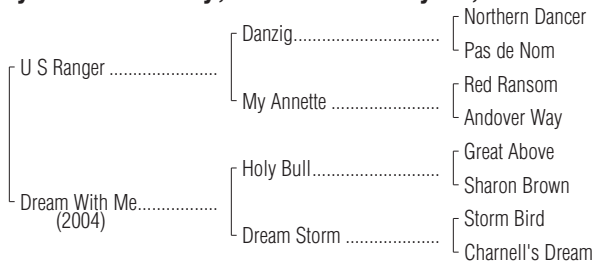 Northern Dancer
Danzig
Pas de Nom
U S Ranger
Red Ransom
My Annette
Andover Way
Great Above
Holy Bull
Sharon Brown
Dream With Me
(2004)
Storm Bird
Dream Storm
Charnell's Dream